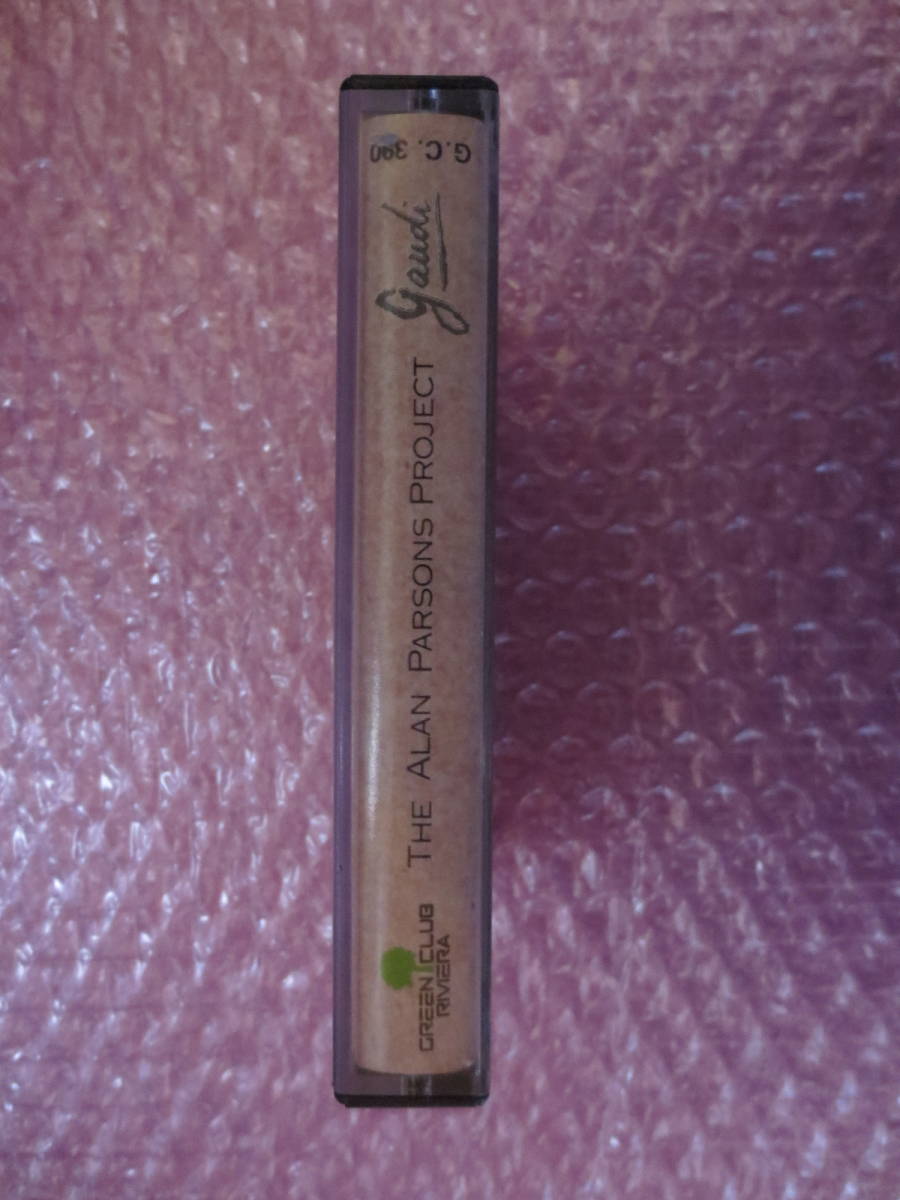 GREEN CLUB
RIVIERA
THE ALAN PARSONS PROJECT
gaudi
G.C. 390